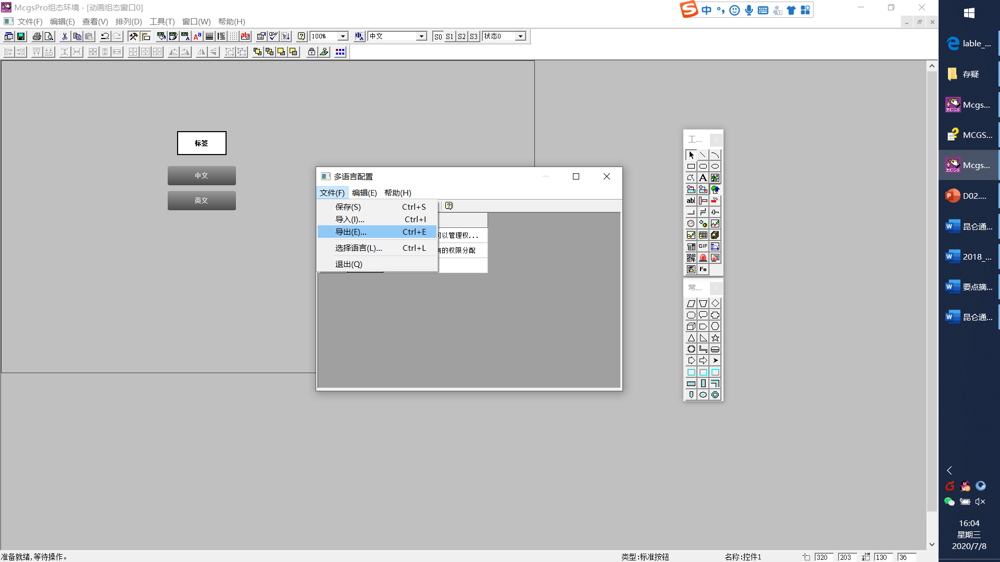 McgsPro组态环境 - [动画组态窗口0]
文件(F) 编辑(E) 查看(V) 排列(D) 工具(T) 窗口(W) 帮助(H)
100% 中文 S0 S1 S2 S3 状态0
标签
中文
英文
多语言配置
文件(F) 编辑(E) 帮助(H)
保存(S) Ctrl+S
导入(I)... Ctrl+I
导出(E)... Ctrl+E
选择语言(L)... Ctrl+L
退出(Q)
可以管理权...
有的权限分配
工...
A
ab|
GIF
Fn
常...
中
lable_...
存疑
Mcgs...
MCGS...
Mcgs...
D02....
昆仑通...
2018_...
要点摘...
昆仑通...
16:04
星期三
2020/7/8
准备就绪,等待操作。 类型:标准按钮 名称:控件1 320 203 130 36